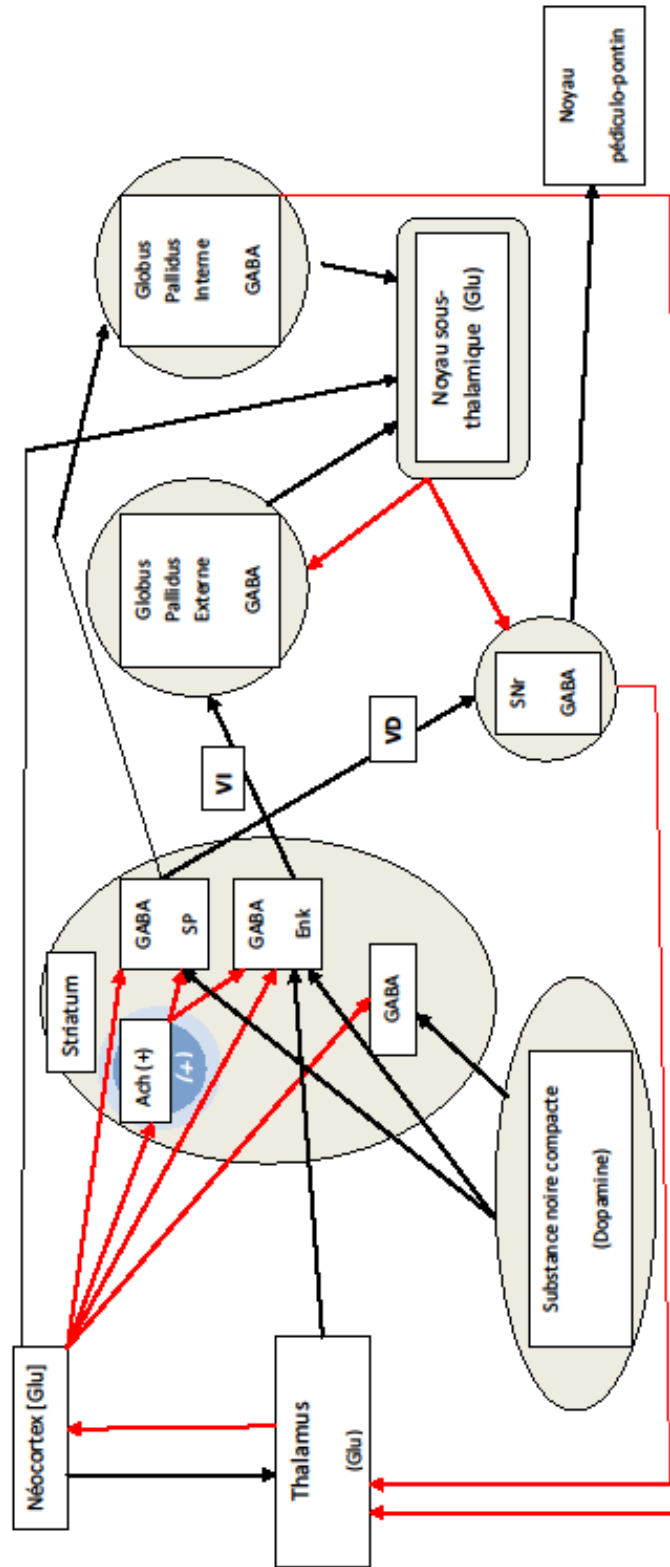 Néocortex [Glu]
Thalamus
(Glu)
Striatum
Ach (+)
(+)
GABA
SP
GABA
Enk
GABA
Substance noire compacte
(Dopamine)
VI
VD
Globus
Pallidus
Externe
GABA
Globus
Pallidus
Interne
GABA
Noyau sous-
thalamique (Glu)
SNr
GABA
Noyau
pédiculo-pontin